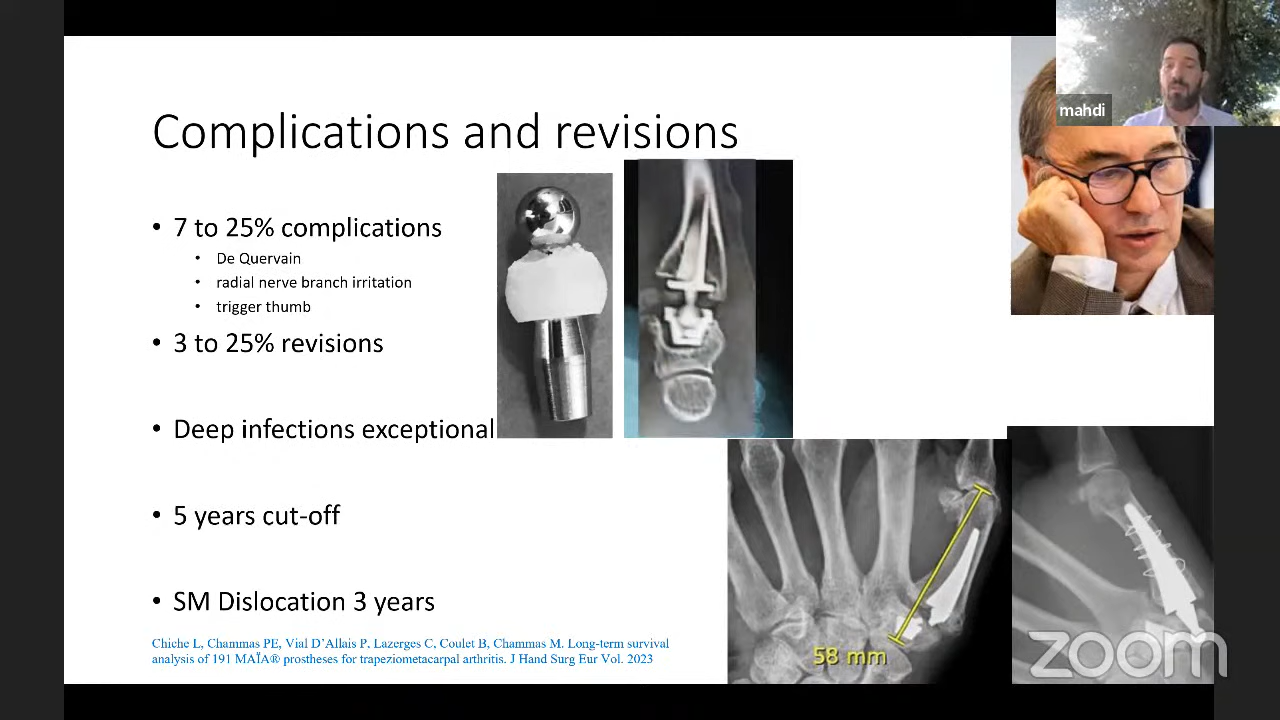 mahdi
Complications and revisions
• 7 to 25% complications
• De Quervain
• radial nerve branch irritation
• trigger thumb
• 3 to 25% revisions
• Deep infections exceptional
• 5 years cut-off
• SM Dislocation 3 years
Chiche L, Chammas PE, Vial D’Allais P, Lazerges C, Coulet B, Chammas M. Long-term survival
analysis of 191 MAÏA® prostheses for trapeziometacarpal arthritis. J Hand Surg Eur Vol. 2023
58 mm
zoom